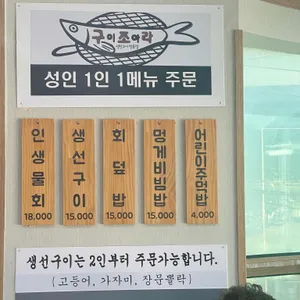 구이조아라
성인 1인 1메뉴 주문
인생물회
18,000
생선구이
15,000
회덮밥
15,000
멍게비빔밥
15,000
어린이주먹밥
4,000
생선구이는 2인부터 주문가능합니다.
(고등어, 가자미, 장문뽈락)